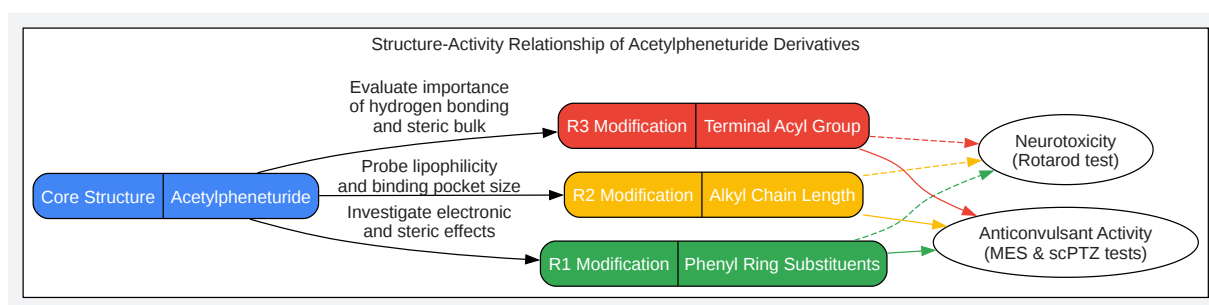 Structure-Activity Relationship of Acetylpheneturide Derivatives
Evaluate importance
of hydrogen bonding
and steric bulk
R3 Modification
Terminal Acyl Group
Neurotoxicity
(Rotarod test)
Core Structure
Acetylpheneturide
Probe lipophilicity
and binding pocket size
R2 Modification
Alkyl Chain Length
Investigate electronic
and steric effects
Anticonvulsant Activity
(MES & scPTZ tests)
R1 Modification
Phenyl Ring Substituents